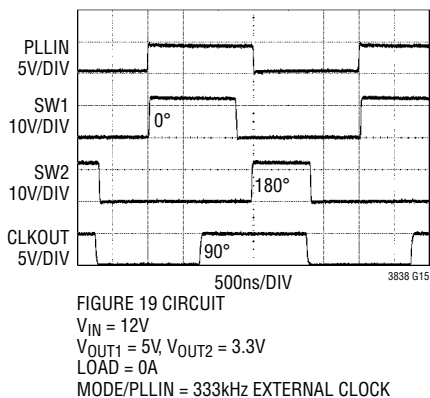 PLLIN
5V/DIV
SW1
10V/DIV
0°
SW2
10V/DIV
180°
CLKOUT
5V/DIV
90°
500ns/DIV
3838 G15
FIGURE 19 CIRCUIT
VIN = 12V
VOUT1 = 5V, VOUT2 = 3.3V
LOAD = 0A
MODE/PLLIN = 333kHz EXTERNAL CLOCK